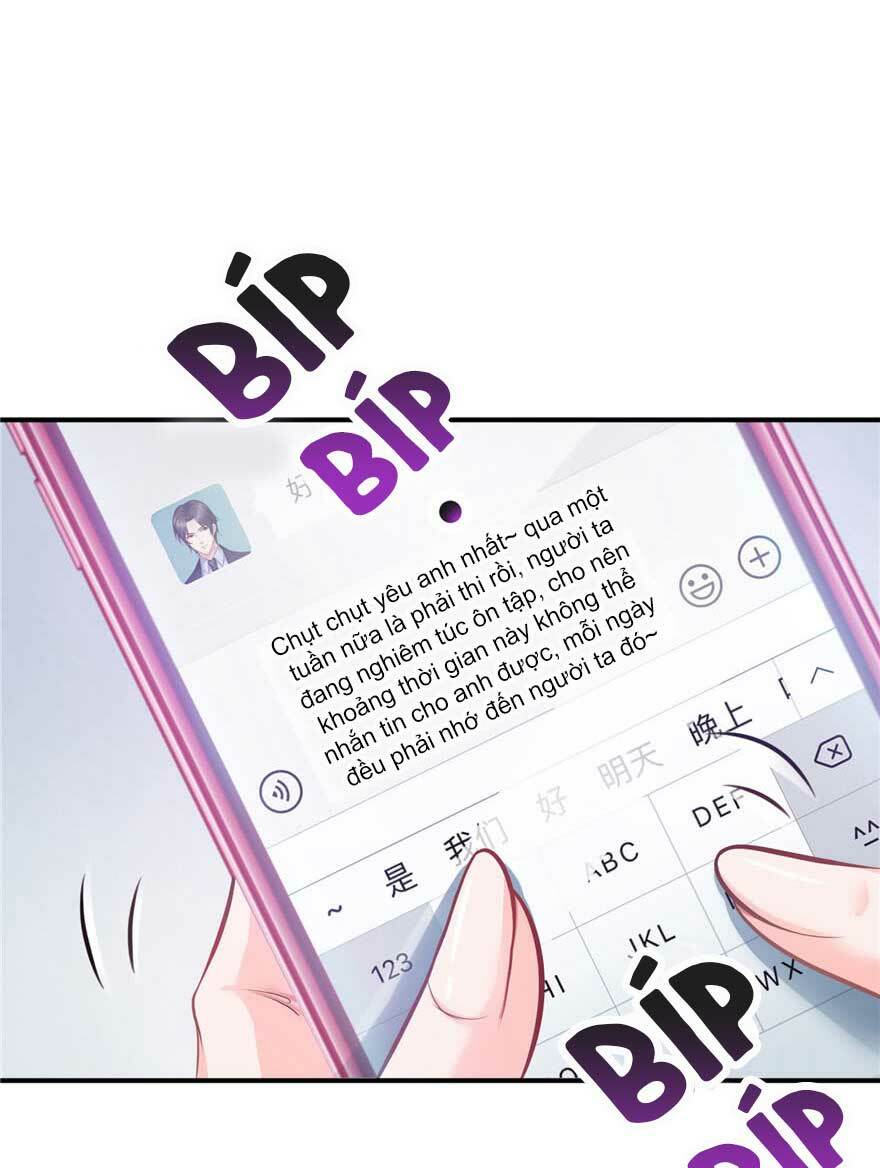 BÍP
BÍP
好
Chụt chụt yêu anh nhất~ qua một
tuần nữa là phải thi rồi, người ta
đang nghiêm túc ôn tập, cho nên
khoảng thời gian này không thể
nhắn tin cho anh được, mỗi ngày
đều phải nhớ đến người ta đó~
~ 是 我们 好 明天 晚上
ABC DEF ^^
123 JKL
WX
BÍP
BÍP